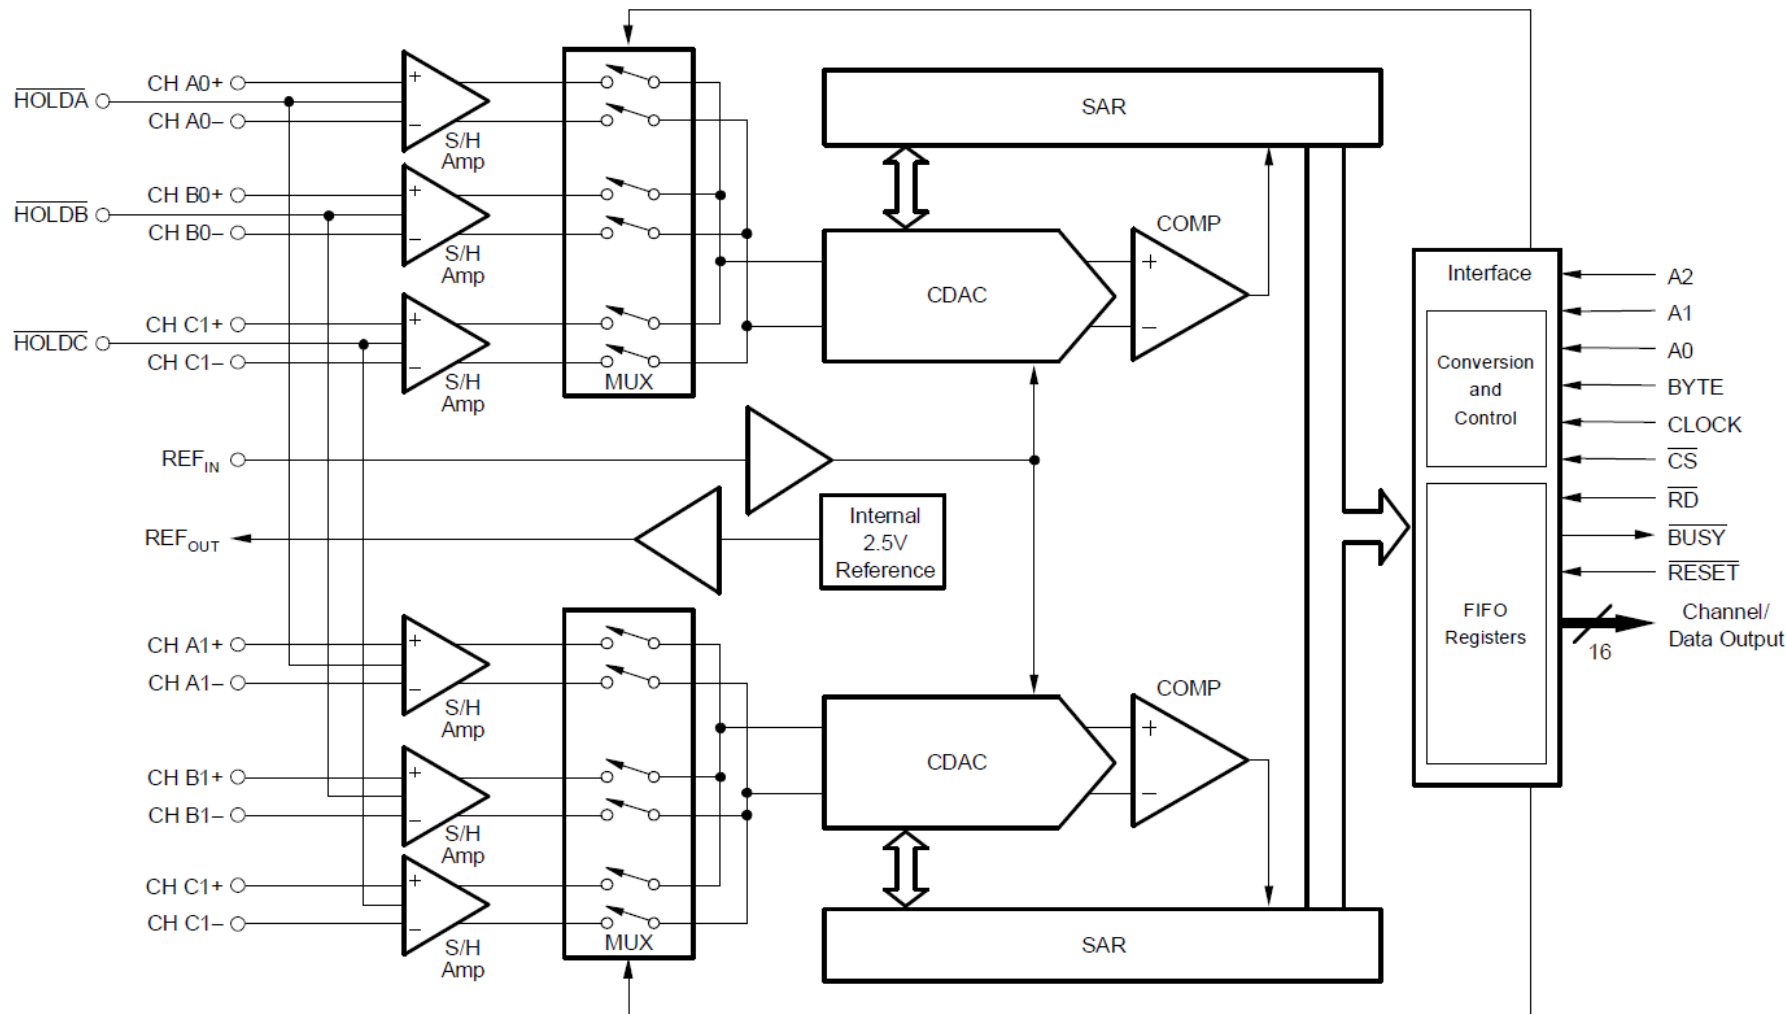 CH A0+
HOLDA
CH A0–
+
–
S/H
Amp
CH B0+
HOLDB
CH B0–
+
–
S/H
Amp
CH C1+
HOLDC
CH C1–
+
–
S/H
Amp
MUX
SAR
CDAC
COMP
+
–
REFIN
REFOUT
Internal
2.5V
Reference
CH A1+
CH A1–
+
–
S/H
Amp
CH B1+
CH B1–
+
–
S/H
Amp
CH C1+
CH C1–
+
–
S/H
Amp
MUX
CDAC
COMP
+
–
SAR
Interface
Conversion
and
Control
FIFO
Registers
A2
A1
A0
BYTE
CLOCK
CS
RD
BUSY
RESET
Channel/
Data Output
16